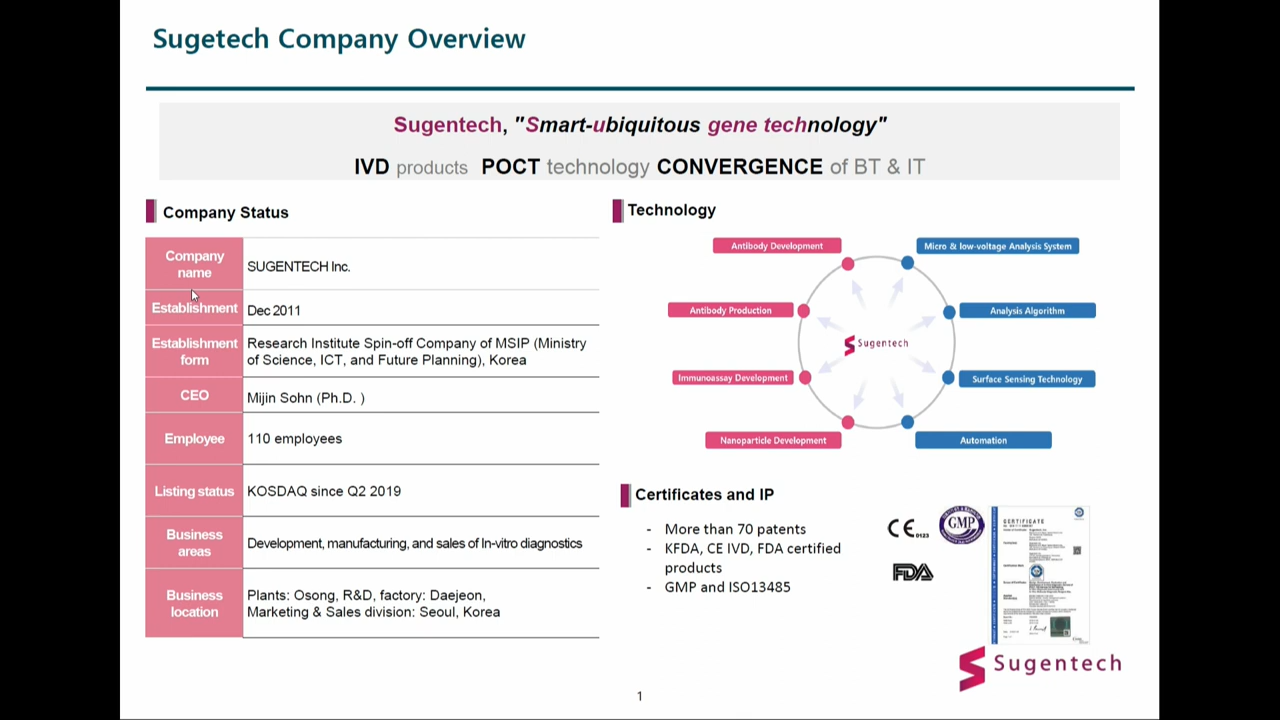 Sugetech Company Overview
Sugentech, "Smart-ubiquitous gene technology"
IVD products POCT technology CONVERGENCE of BT & IT
Company Status
Company name
SUGENTECH Inc.
Establishment
Dec 2011
Establishment form
Research Institute Spin-off Company of MSIP (Ministry
of Science, ICT, and Future Planning), Korea
CEO
Mijin Sohn (Ph.D. )
Employee
110 employees
Listing status
KOSDAQ since Q2 2019
Business areas
Development, manufacturing, and sales of In-vitro diagnostics
Business location
Plants: Osong, R&D, factory: Daejeon,
Marketing & Sales division: Seoul, Korea
Technology
Antibody Development
Micro & low-voltage Analysis System
Antibody Production
Analysis Algorithm
Sugentech
Immunoassay Development
Surface Sensing Technology
Nanoparticle Development
Automation
Certificates and IP
- More than 70 patents
- KFDA, CE IVD, FDA certified
products
- GMP and ISO13485
CE 0123
GMP
FDA
CERTIFICATE
Sugentech
1